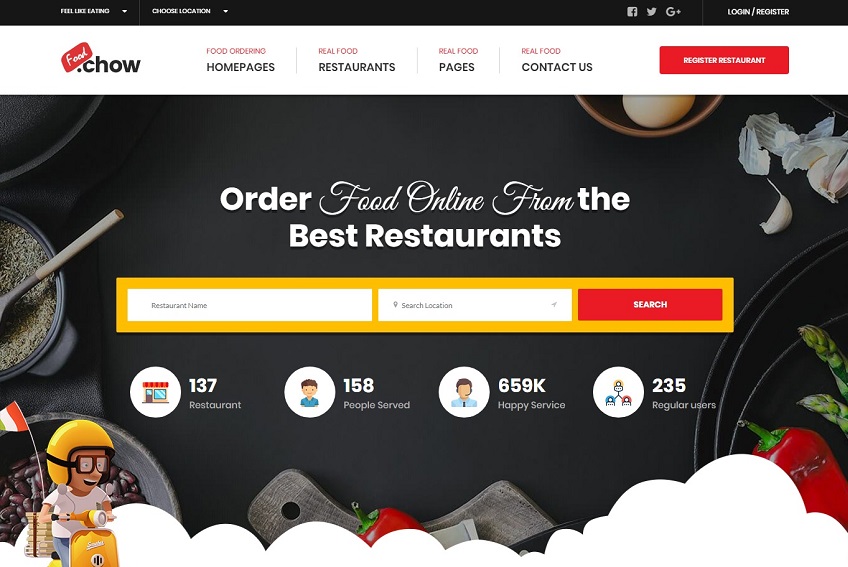 FEEL LIKE EATING
CHOOSE LOCATION
LOGIN / REGISTER
Food
.chow
FOOD ORDERING
HOMEPAGES
REAL FOOD
RESTAURANTS
REAL FOOD
PAGES
REAL FOOD
CONTACT US
REGISTER RESTAURANT
Order Food Online From the
Best Restaurants
Restaurant Name
Search Location
SEARCH
137
Restaurant
158
People Served
659K
Happy Service
235
Regular users